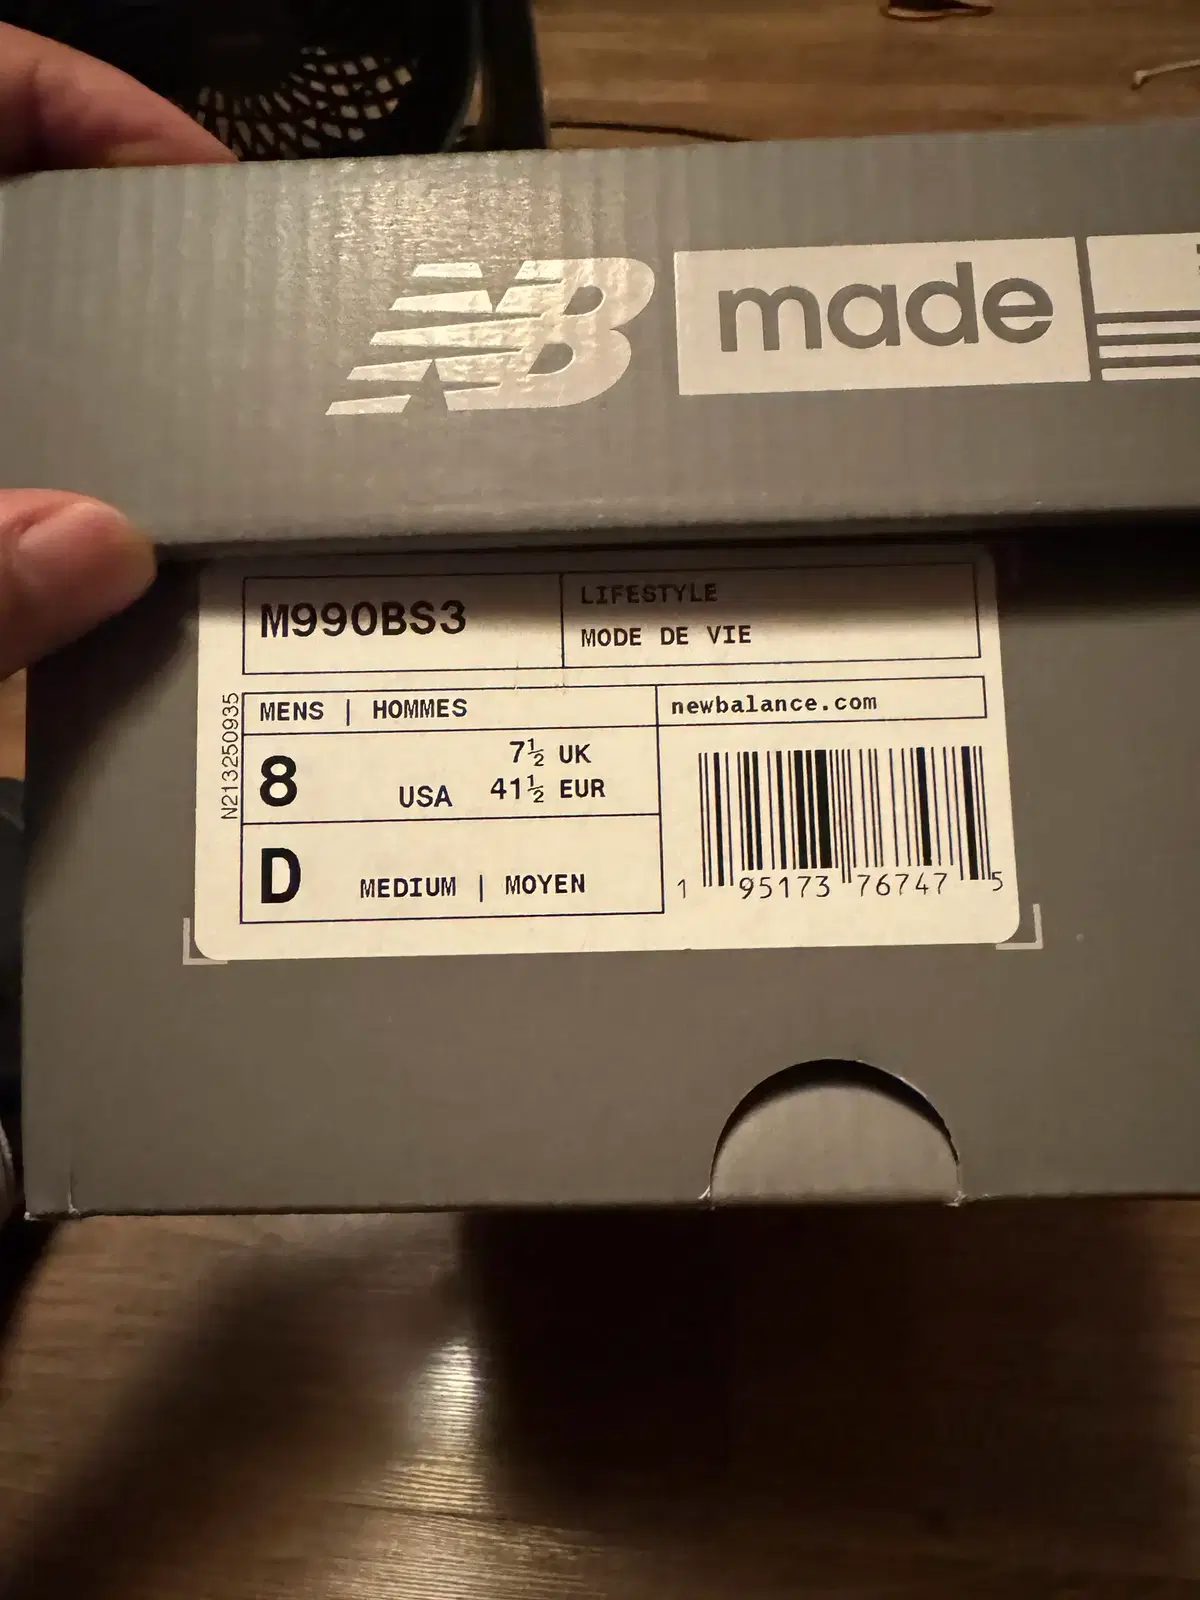 NB made
M990BS3
LIFESTYLE
MODE DE VIE
N213250935
MENS | HOMMES
newbalance.com
8 USA 7½ UK
41½ EUR
D MEDIUM | MOYEN
1 95173 76747 5